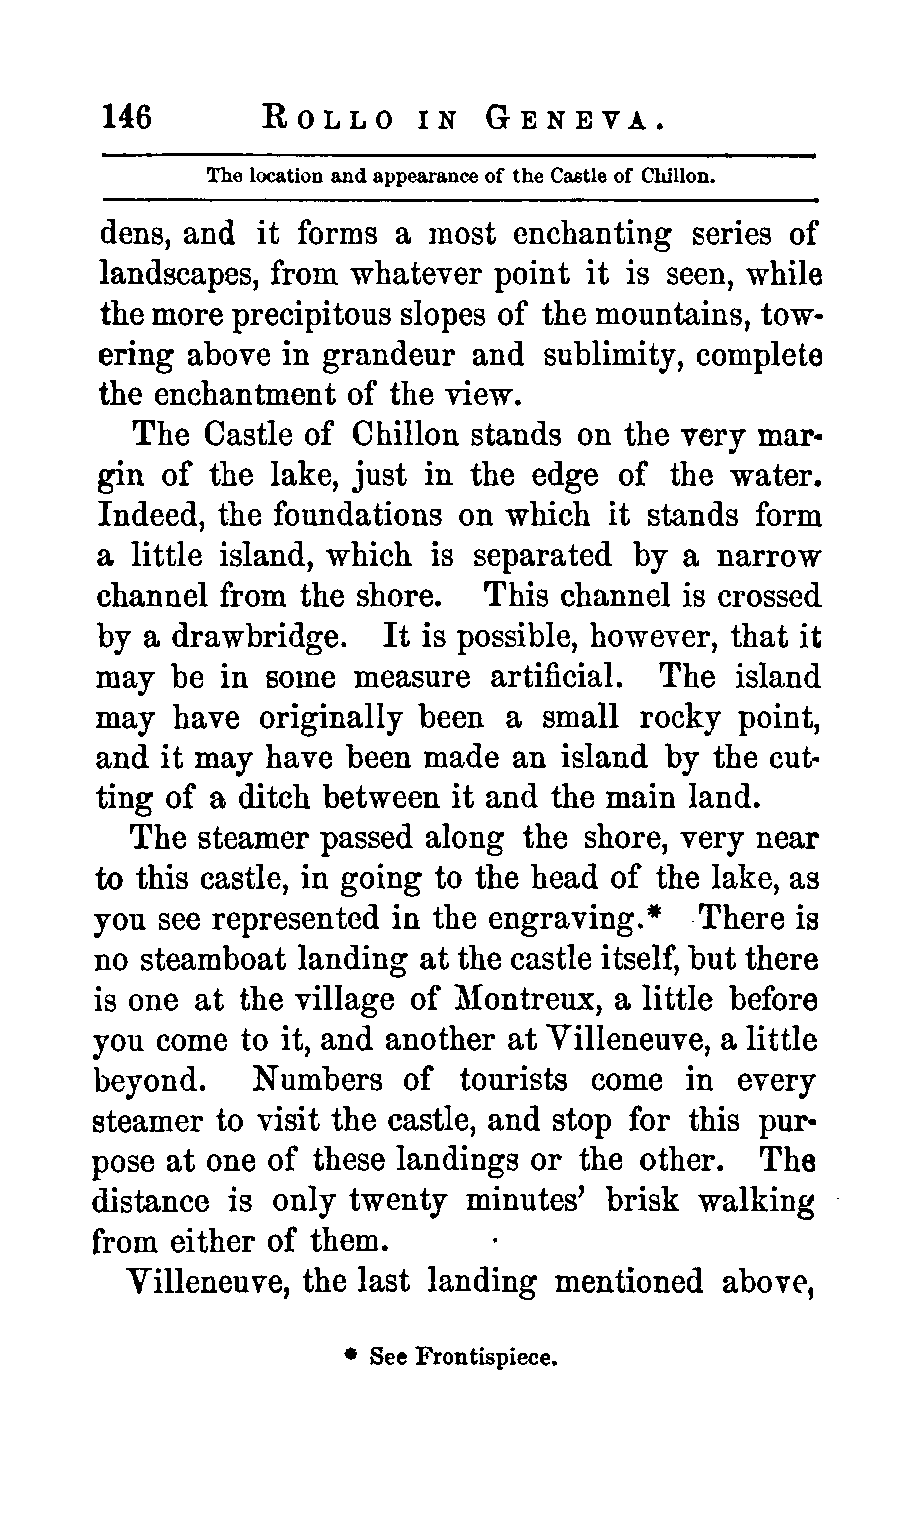 146 ROLLO IN GENEVA.
The location and appearance of the Castle of Chillon.
dens, and it forms a most enchanting series of
landscapes, from whatever point it is seen, while
the more precipitous slopes of the mountains, tow-
ering above in grandeur and sublimity, complete
the enchantment of the view.
The Castle of Chillon stands on the very mar-
gin of the lake, just in the edge of the water.
Indeed, the foundations on which it stands form
a little island, which is separated by a narrow
channel from the shore. This channel is crossed
by a drawbridge. It is possible, however, that it
may be in some measure artificial. The island
may have originally been a small rocky point,
and it may have been made an island by the cut-
ting of a ditch between it and the main land.
The steamer passed along the shore, very near
to this castle, in going to the head of the lake, as
you see represented in the engraving.* There is
no steamboat landing at the castle itself, but there
is one at the village of Montreux, a little before
you come to it, and another at Villeneuve, a little
beyond. Numbers of tourists come in every
steamer to visit the castle, and stop for this pur-
pose at one of these landings or the other. The
distance is only twenty minutes' brisk walking
from either of them.
Villeneuve, the last landing mentioned above,
* See Frontispiece.